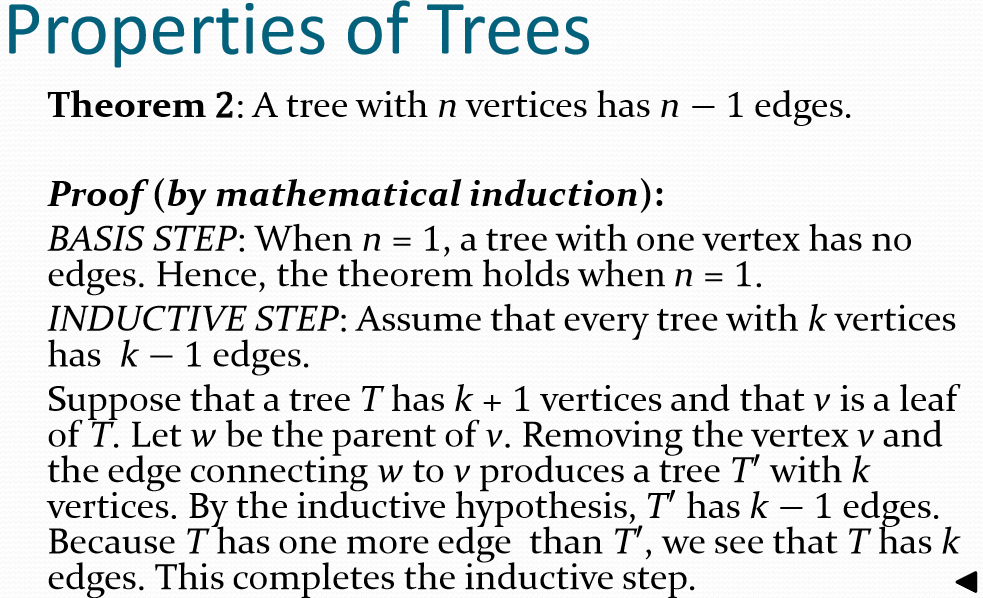 Properties of Trees
Theorem 2: A tree with n vertices has n − 1 edges.
Proof (by mathematical induction):
BASIS STEP: When n = 1, a tree with one vertex has no
edges. Hence, the theorem holds when n = 1.
INDUCTIVE STEP: Assume that every tree with k vertices
has k − 1 edges.
Suppose that a tree T has k + 1 vertices and that v is a leaf
of T. Let w be the parent of v. Removing the vertex v and
the edge connecting w to v produces a tree T′ with k
vertices. By the inductive hypothesis, T′ has k − 1 edges.
Because T has one more edge than T′, we see that T has k
edges. This completes the inductive step.